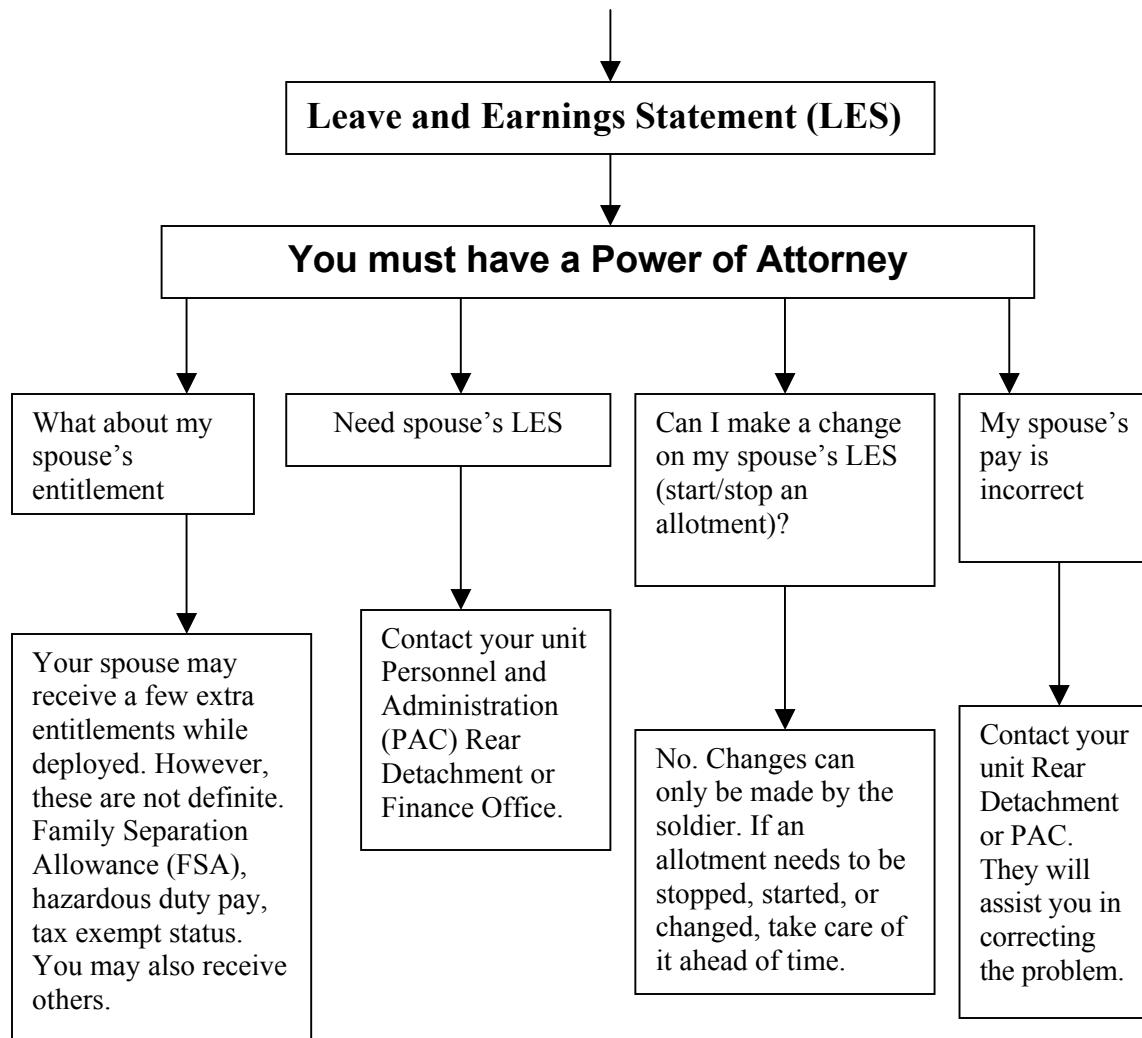 Leave and Earnings Statement (LES)
You must have a Power of Attorney
What about my
spouse's
entitlement
Need spouse's LES
Can I make a change
on my spouse's LES
(start/stop an
allotment)?
My spouse's
pay is
incorrect
Your spouse may
receive a few extra
entitlements while
deployed. However,
these are not definite.
Family Separation
Allowance (FSA),
hazardous duty pay,
tax exempt status.
You may also receive
others.
Contact your unit
Personnel and
Administration
(PAC) Rear
Detachment or
Finance Office.
No. Changes can
only be made by the
soldier. If an
allotment needs to be
stopped, started, or
changed, take care of
it ahead of time.
Contact your
unit Rear
Detachment
or PAC.
They will
assist you in
correcting
the problem.